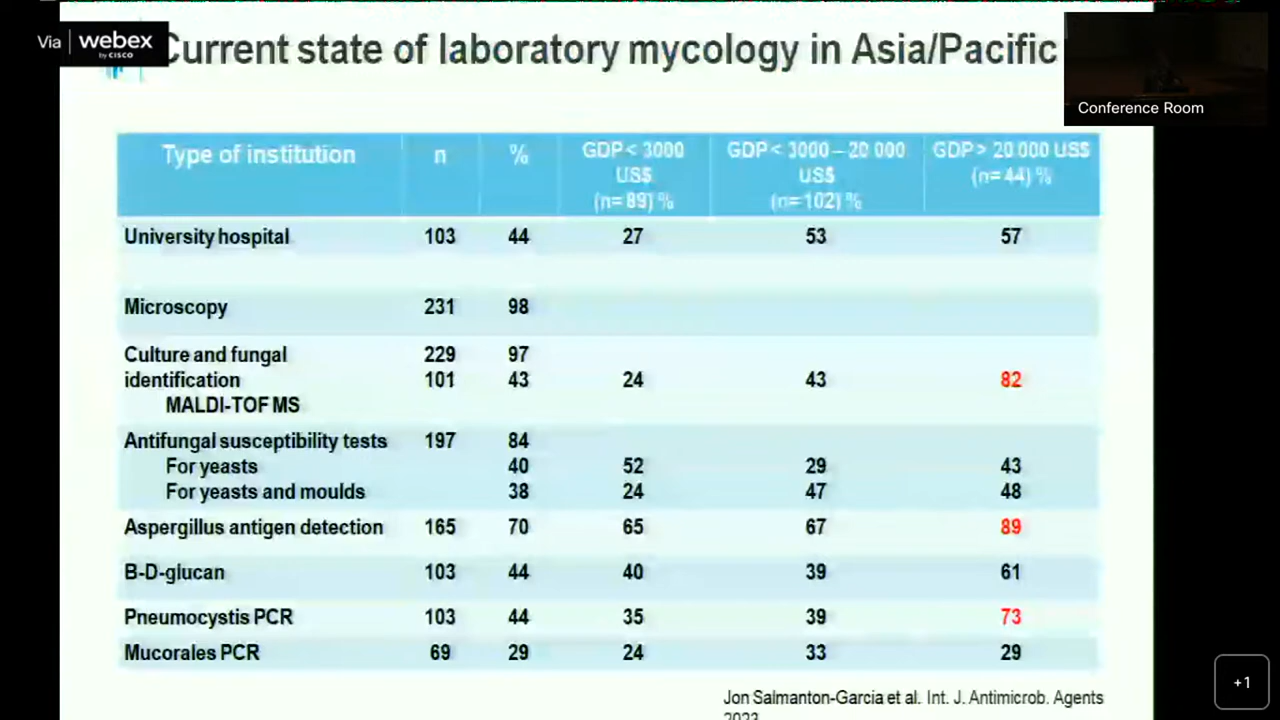 Via webex
by CISCO
Current state of laboratory mycology in Asia/Pacific
Conference Room
Type of institution n % GDP < 3000 US$ (n= 89) % GDP < 3000 – 20 000 US$ (n= 102) % GDP > 20 000 US$ (n= 44) %
University hospital 103 44 27 53 57
Microscopy 231 98
Culture and fungal 229 97
identification 101 43 24 43 82
MALDI-TOF MS
Antifungal susceptibility tests 197 84
For yeasts 40 52 29 43
For yeasts and moulds 38 24 47 48
Aspergillus antigen detection 165 70 65 67 89
B-D-glucan 103 44 40 39 61
Pneumocystis PCR 103 44 35 39 73
Mucorales PCR 69 29 24 33 29
Jon Salmanton-Garcia et al. Int. J. Antimicrob. Agents
2023
+1